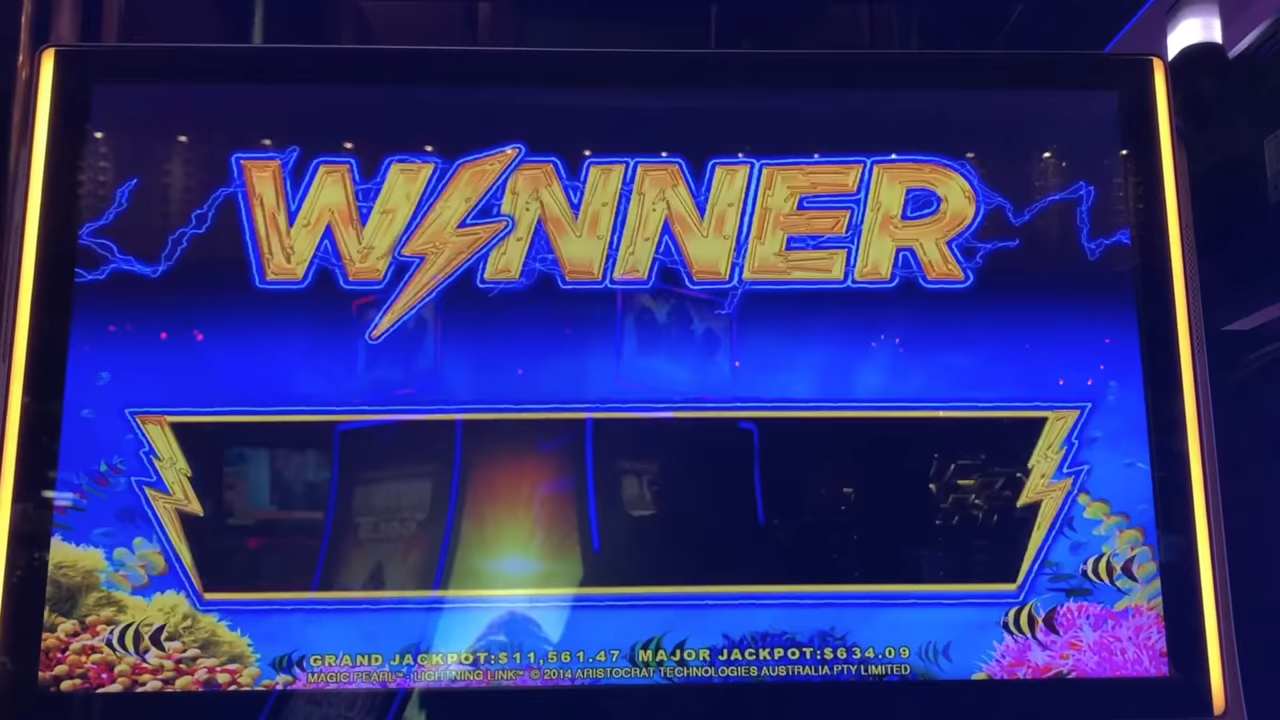 WINNER
GRAND JACKPOT:$11,561.47 MAJOR JACKPOT:$634.09
MAGIC PEARL™ - LIGHTNING LINK™ © 2014 ARISTOCRAT TECHNOLOGIES AUSTRALIA PTY LIMITED